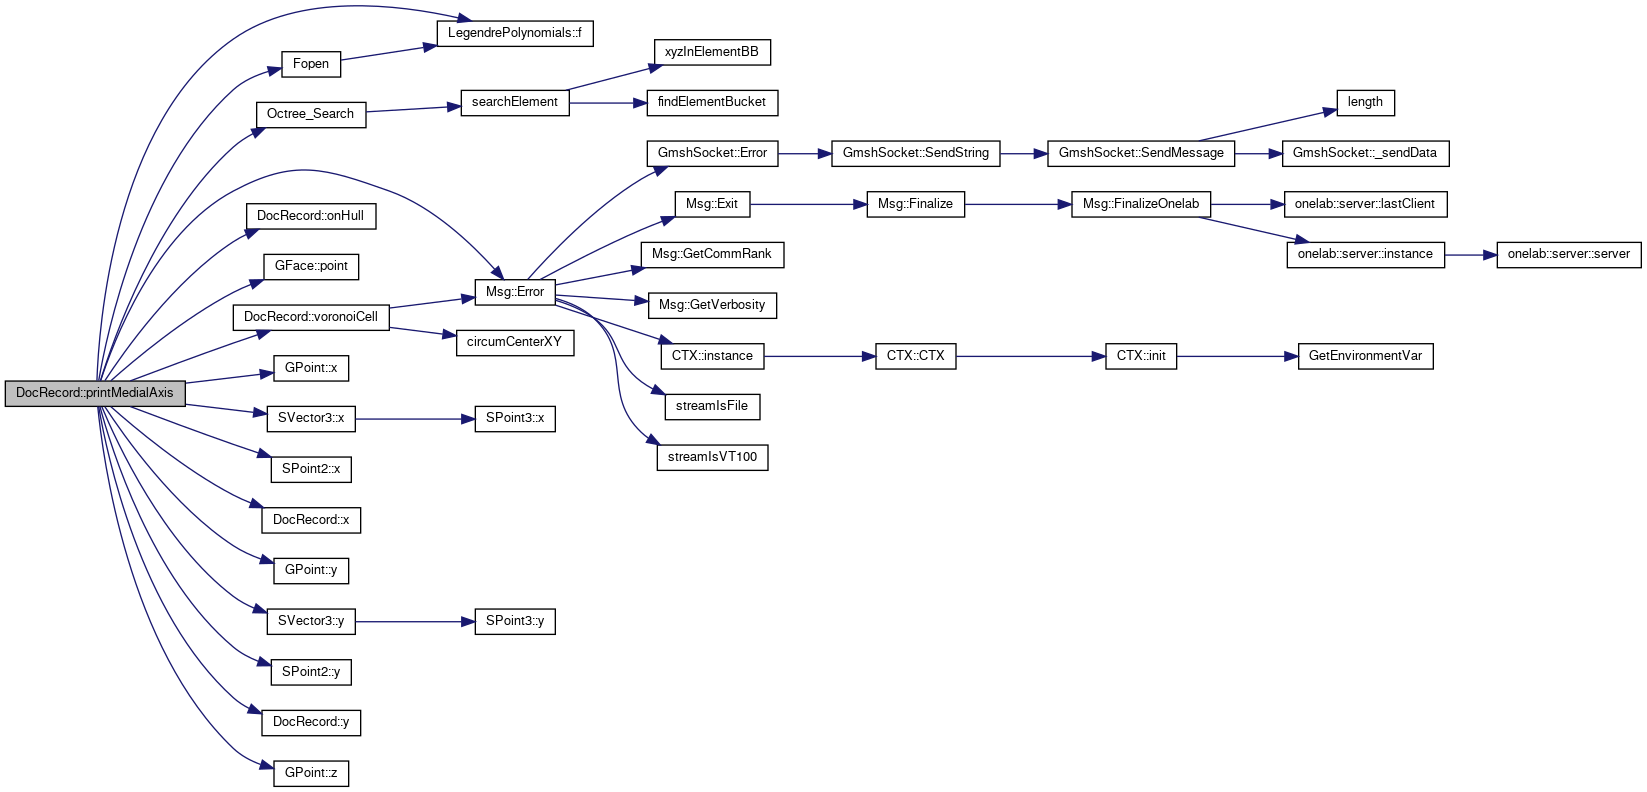 LegendrePolynomials::f
Fopen
xyzInElementBB
Octree_Search
searchElement
findElementBucket
length
GmshSocket::Error
GmshSocket::SendString
GmshSocket::SendMessage
GmshSocket::_sendData
DocRecord::onHull
Msg::Exit
Msg::Finalize
Msg::FinalizeOnelab
onelab::server::lastClient
GFace::point
Msg::GetCommRank
onelab::server::instance
onelab::server::server
Msg::Error
Msg::GetVerbosity
DocRecord::voronoiCell
circumCenterXY
CTX::instance
CTX::CTX
CTX::init
GetEnvironmentVar
GPoint::x
DocRecord::printMedialAxis
streamIsFile
SVector3::x
SPoint3::x
streamIsVT100
SPoint2::x
DocRecord::x
GPoint::y
SVector3::y
SPoint3::y
SPoint2::y
DocRecord::y
GPoint::z